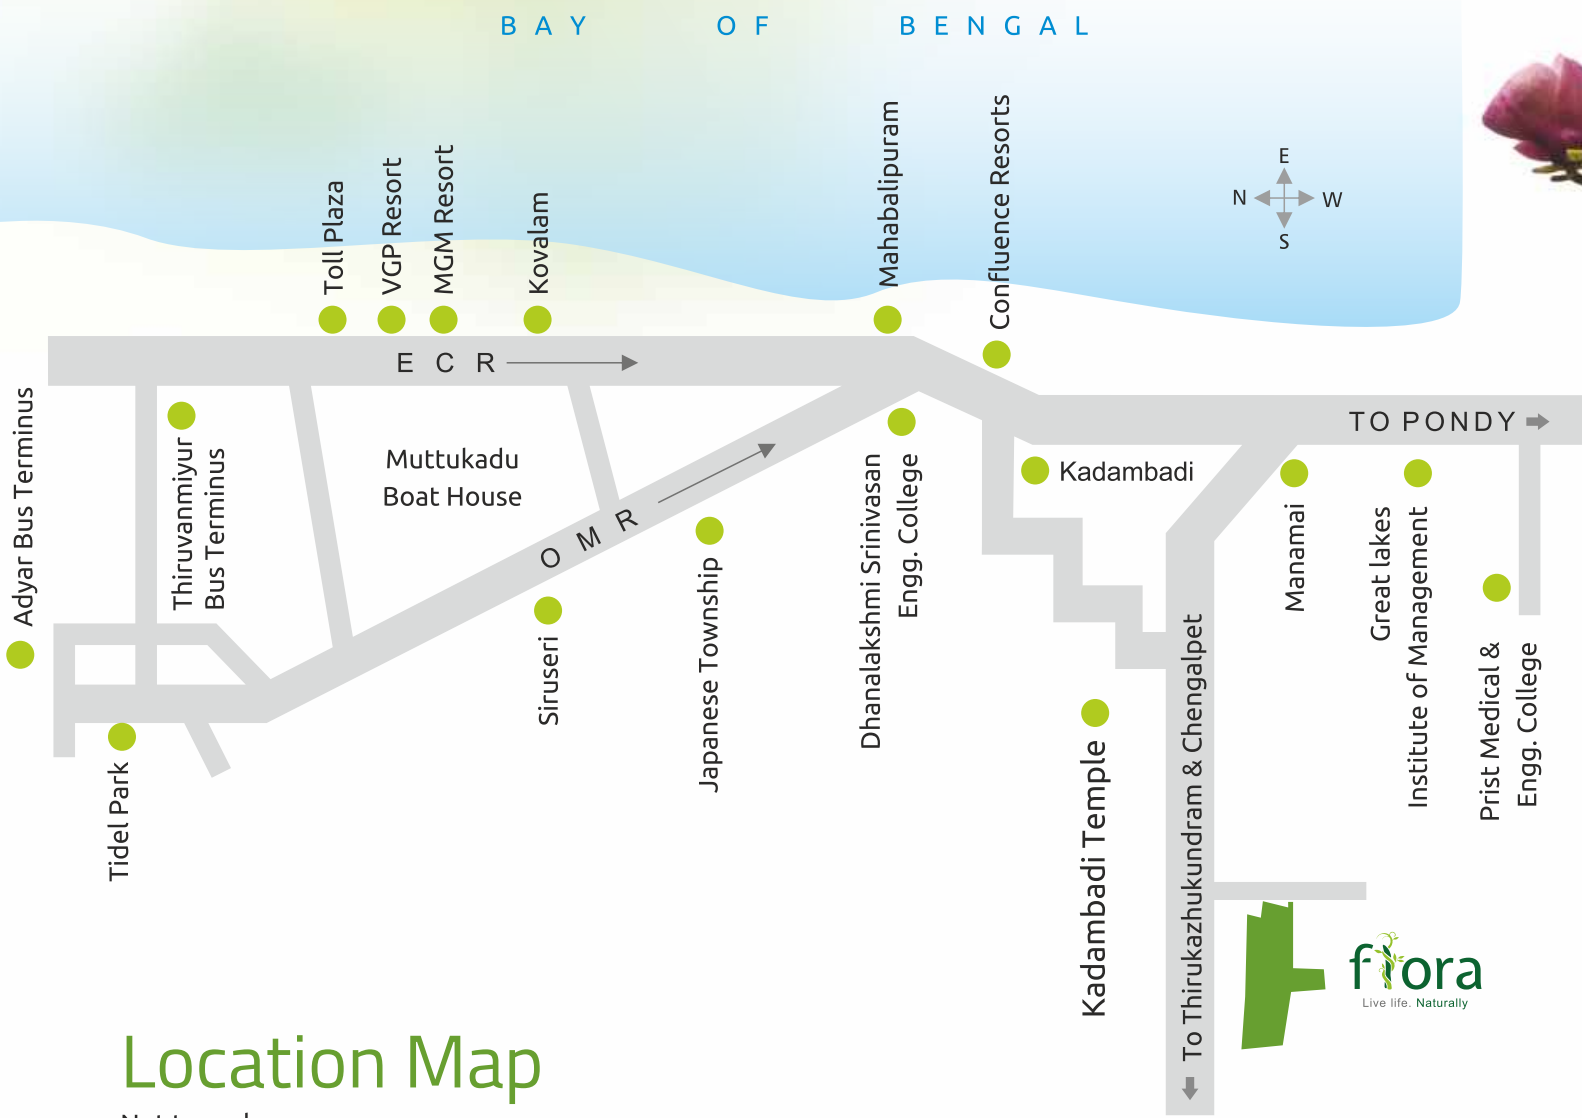 BAY OF BENGAL
Toll Plaza
VGP Resort
MGM Resort
Kovalam
Mahabalipuram
Confluence Resorts
E
N
W
S
E C R
TO PONDY
Adyar Bus Terminus
Thiruvanmiyur
Bus Terminus
Muttukadu
Boat House
O M R
Kadambadi
Siruseri
Japanese Township
Dhanalakshmi Srinivasan
Engg. College
Manamai
Great lakes
Institute of Management
Prist Medical &
Engg. College
Tidel Park
Kadambadi Temple
To Thirukazhukundram & Chengalpet
flora
Live life. Naturally
Location Map